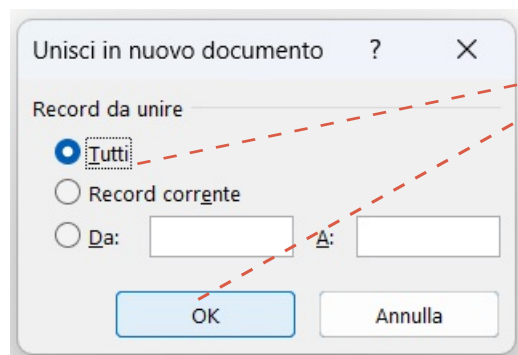 Unisci in nuovo documento ?
Record da unire
Tutti
Record corrente
Da: A:
OK Annulla